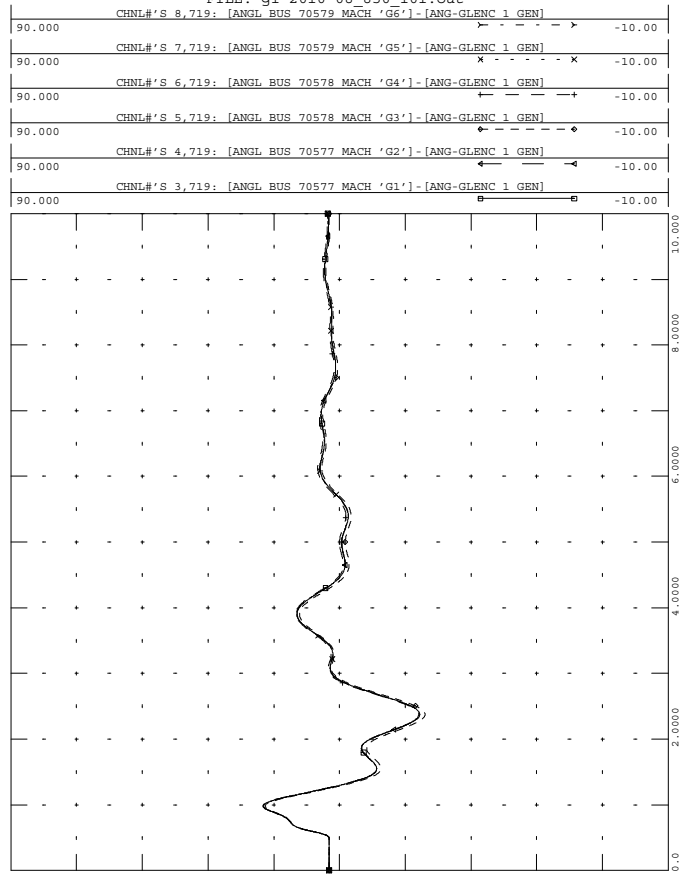 CHNL#'S 8,719: [ANGL BUS 70579 MACH 'G6']-[ANG-GLENC 1 GEN]
90.000 -10.00
CHNL#'S 7,719: [ANGL BUS 70579 MACH 'G5']-[ANG-GLENC 1 GEN]
90.000 -10.00
CHNL#'S 6,719: [ANGL BUS 70578 MACH 'G4']-[ANG-GLENC 1 GEN]
90.000 -10.00
CHNL#'S 5,719: [ANGL BUS 70578 MACH 'G3']-[ANG-GLENC 1 GEN]
90.000 -10.00
CHNL#'S 4,719: [ANGL BUS 70577 MACH 'G2']-[ANG-GLENC 1 GEN]
90.000 -10.00
CHNL#'S 3,719: [ANGL BUS 70577 MACH 'G1']-[ANG-GLENC 1 GEN]
90.000 -10.00
10.000
8.0000
6.0000
4.0000
2.0000
0.0